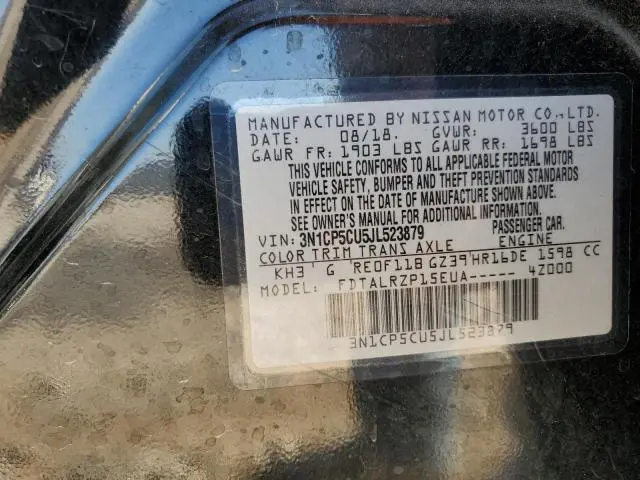 MANUFACTURED BY NISSAN MOTOR CO., LTD.
DATE: 08/18. GVWR: 3600 LBS
GAWR FR: 1903 LBS GAWR RR: 1698 LBS
THIS VEHICLE CONFORMS TO ALL APPLICABLE FEDERAL MOTOR
VEHICLE SAFETY, BUMPER AND THEFT PREVENTION STANDARDS
IN EFFECT ON THE DATE OF MANUFACTURE SHOWN ABOVE.
SEE OWNER'S MANUAL FOR ADDITIONAL INFORMATION.
VIN: 3N1CP5CU5JL523879 PASSENGER CAR.
COLOR TRIM TRANS AXLE ENGINE
KH3 G RE0F11B GZ39 HR16DE 1598 CC
MODEL: FDTALRZP15EUA----- 4Z000
3N1CP5CU5JL523879